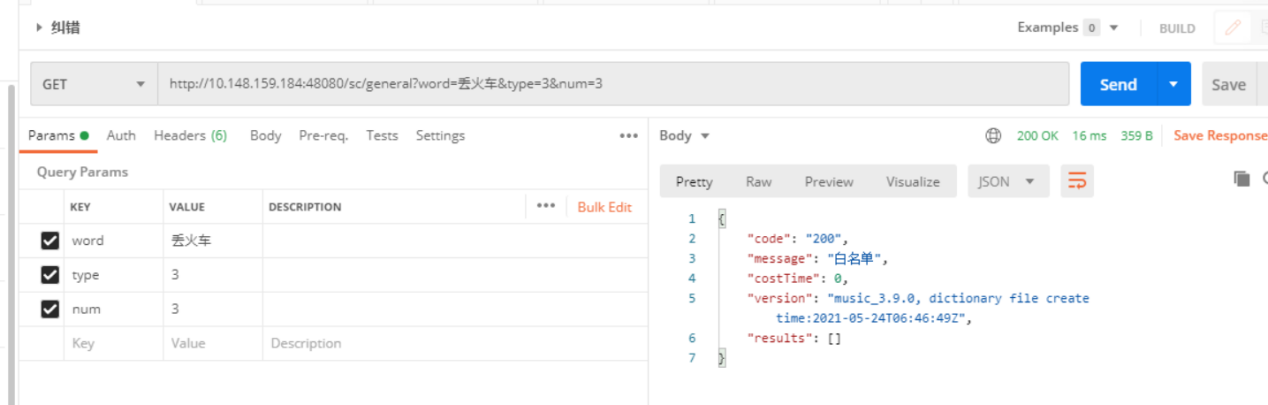 纠错
Examples 0
BUILD
GET
http://10.148.159.184:48080/sc/general?word=丢火车&type=3&num=3
Send
Save
Params
Auth
Headers (6)
Body
Pre-req.
Tests
Settings
Query Params
KEY VALUE DESCRIPTION
Bulk Edit
word 丢火车
type 3
num 3
Key Value Description
Body
200 OK 16 ms 359 B
Save Response
Pretty Raw Preview Visualize JSON
1 {
2 "code": "200",
3 "message": "白名单",
4 "costTime": 0,
5 "version": "music_3.9.0, dictionary file create
time:2021-05-24T06:46:49Z",
6 "results": []
7 }